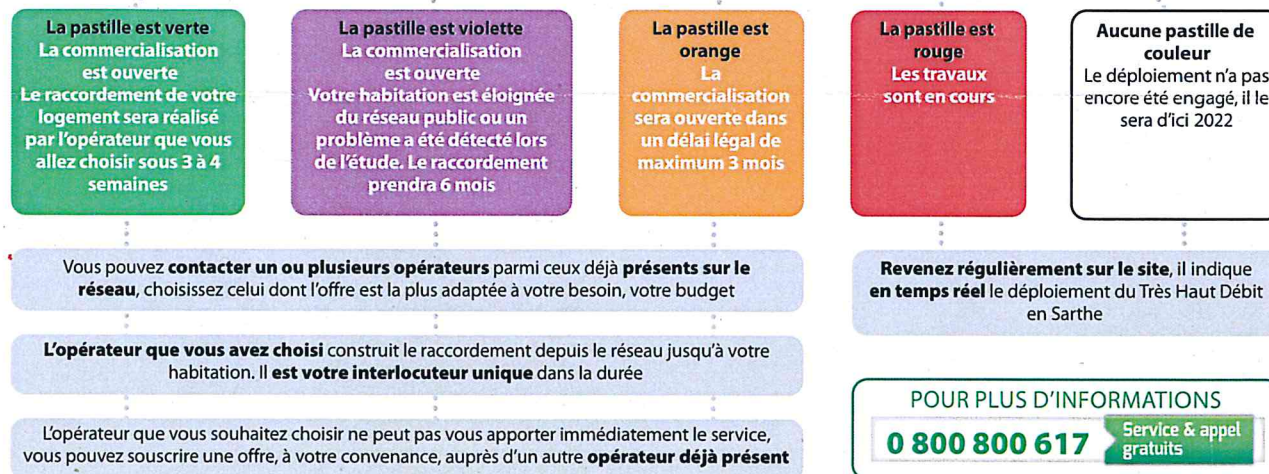 La pastille est verte
La commercialisation
est ouverte
Le raccordement de votre
logement sera réalisé
par l'opérateur que vous
allez choisir sous 3 à 4
semaines
La pastille est violette
La commercialisation
est ouverte
Votre habitation est éloignée
du réseau public ou un
problème a été détecté lors
de l'étude. Le raccordement
prendra 6 mois
La pastille est
orange
La
commercialisation
sera ouverte dans
un délai légal de
maximum 3 mois
La pastille est
rouge
Les travaux
sont en cours
Aucune pastille de
couleur
Le déploiement n'a pas
encore été engagé, il le
sera d'ici 2022
Vous pouvez contacter un ou plusieurs opérateurs parmi ceux déjà présents sur le
réseau, choisissez celui dont l'offre est la plus adaptée à votre besoin, votre budget
L'opérateur que vous avez choisi construit le raccordement depuis le réseau jusqu'à votre
habitation. Il est votre interlocuteur unique dans la durée
L'opérateur que vous souhaitez choisir ne peut pas vous apporter immédiatement le service,
vous pouvez souscrire une offre, à votre convenance, auprès d'un autre opérateur déjà présent
Revenez régulièrement sur le site, il indique
en temps réel le déploiement du Très Haut Débit
en Sarthe
POUR PLUS D'INFORMATIONS
0 800 800 617
Service & appel
gratuits